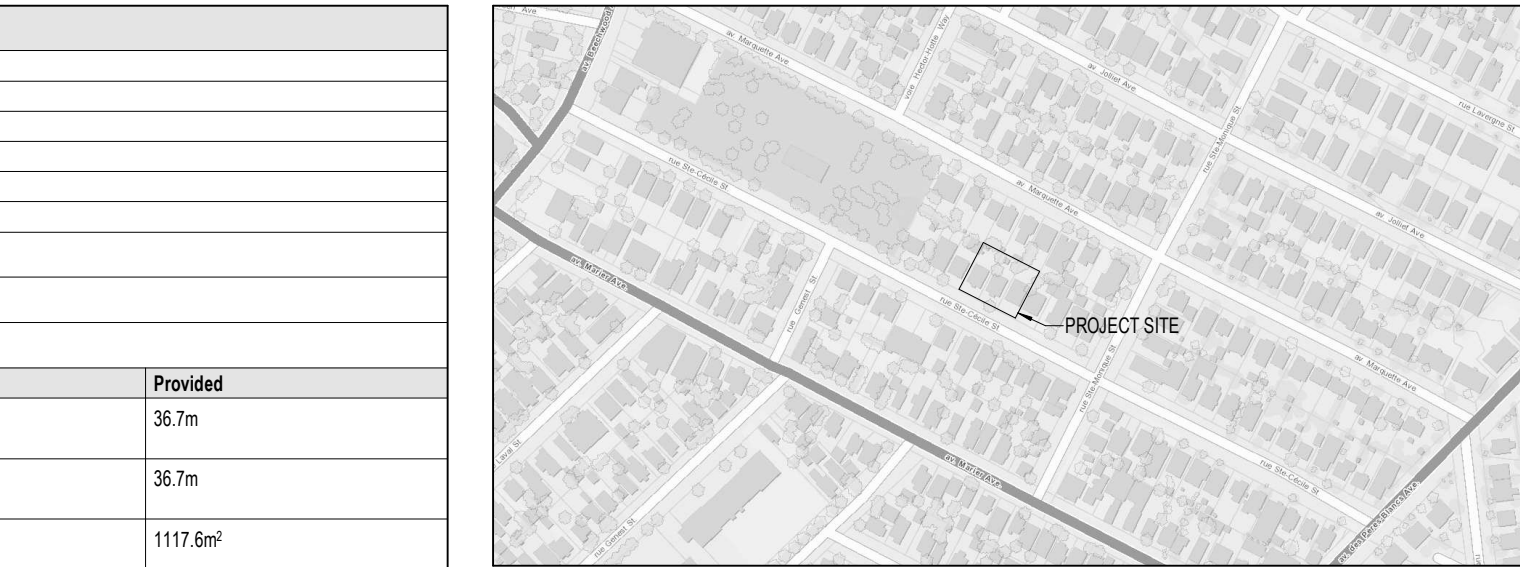 Provided
36.7m
36.7m
1117.6m²
av. Beechwood
av. Marquette Ave
voie Hector-Hotte Way
av. Jolliet Ave
rue Lavergne St
rue Ste-Monique St
rue Ste-Cécile St
av. Marquette Ave
av. Jolliet Ave
av. Marier Ave.
rue Genest St
rue Ste-Cécile St
PROJECT SITE
rue Ste-Monique St
av. Marquette Ave
Laval St
av. Marier Ave.
rue Ste-Cécile St
rue Genest St
av. des Pères-Blancs Ave